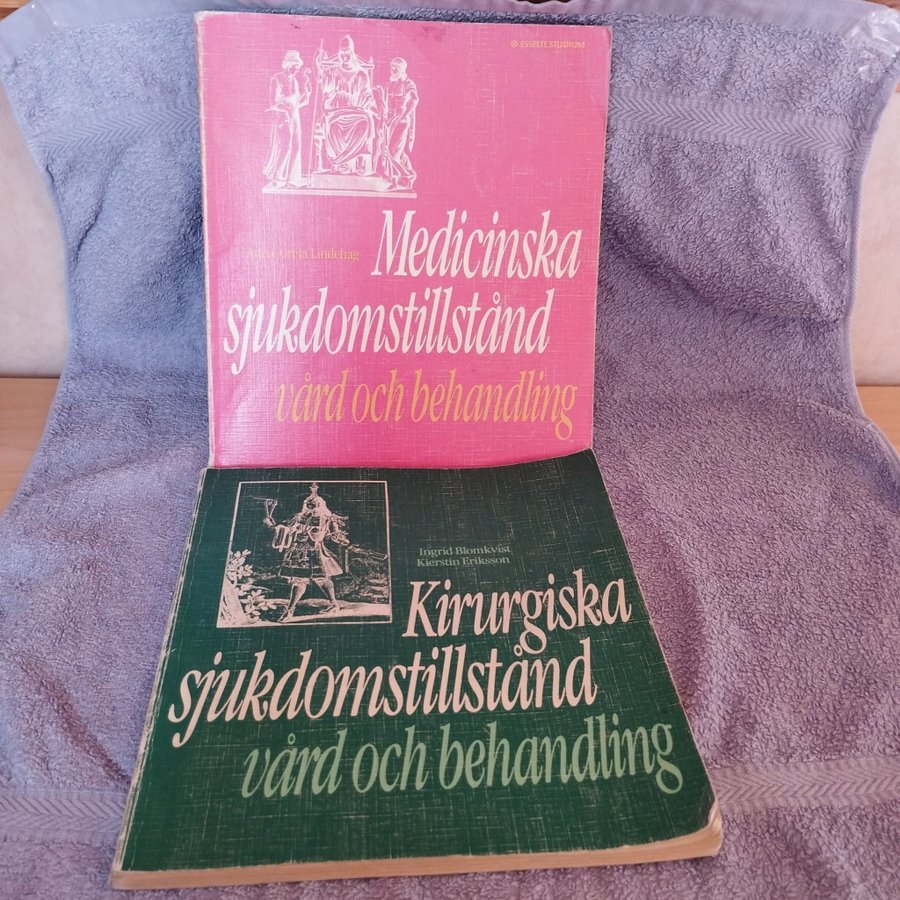 ESSELTE STUDIUM
Anna-Greta Lindehag
Medicinska
sjukdomstillstånd
vård och behandling
Ingrid Blomkvist
Kierstin Eriksson
Kirurgiska
sjukdomstillstånd
vård och behandling